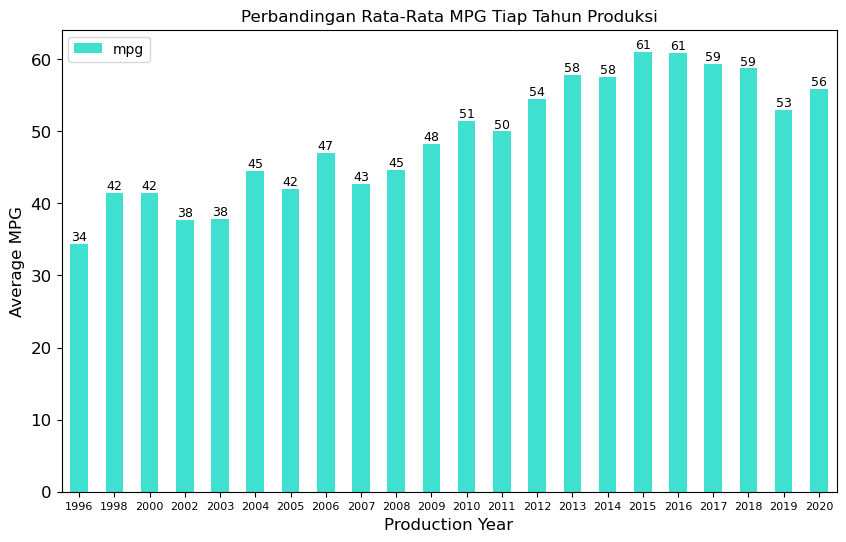 Perbandingan Rata-Rata MPG Tiap Tahun Produksi
mpg
Average MPG
60
50
40
30
20
10
0
34 42 42 38 38 45 42 47 43 45 48 51 50 54 58 58 61 61 59 59 53 56
1996 1998 2000 2002 2003 2004 2005 2006 2007 2008 2009 2010 2011 2012 2013 2014 2015 2016 2017 2018 2019 2020
Production Year